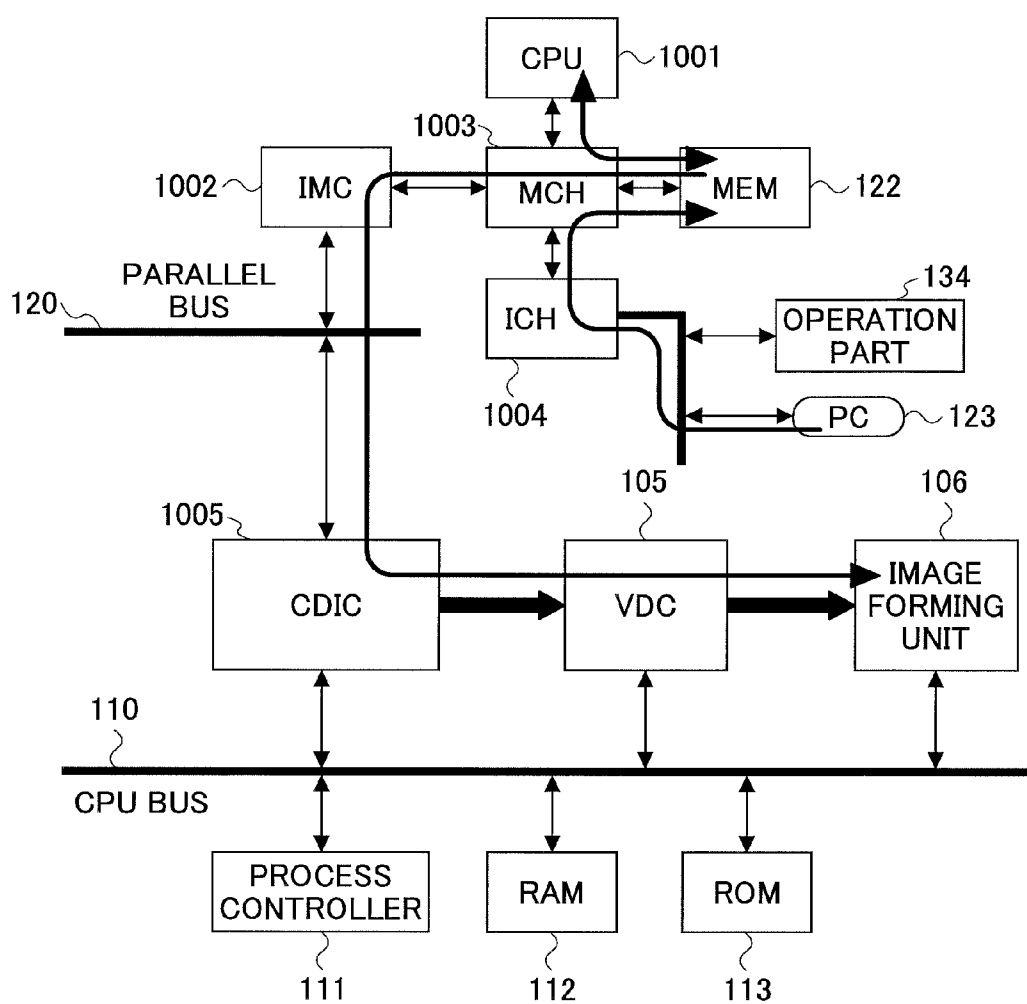 CPU
1001
1003
1002
IMC
MCH
MEM
122
PARALLEL
BUS
120
134
ICH
OPERATION
PART
1004
PC
123
1005
105
106
CDIC
VDC
IMAGE
FORMING
UNIT
110
CPU BUS
PROCESS
CONTROLLER
RAM
ROM
111
112
113